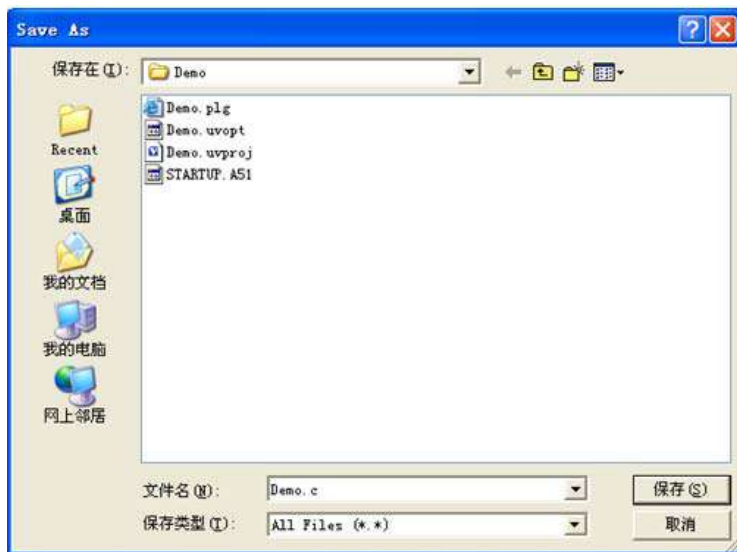 Save As
保存在(I): Demo
Demo.plg
Demo.uvopt
Demo.uvproj
STARTUP.A51
Recent
桌面
我的文档
我的电脑
网上邻居
文件名(N): Demo.c 保存(S)
保存类型(T): All Files (*.*) 取消